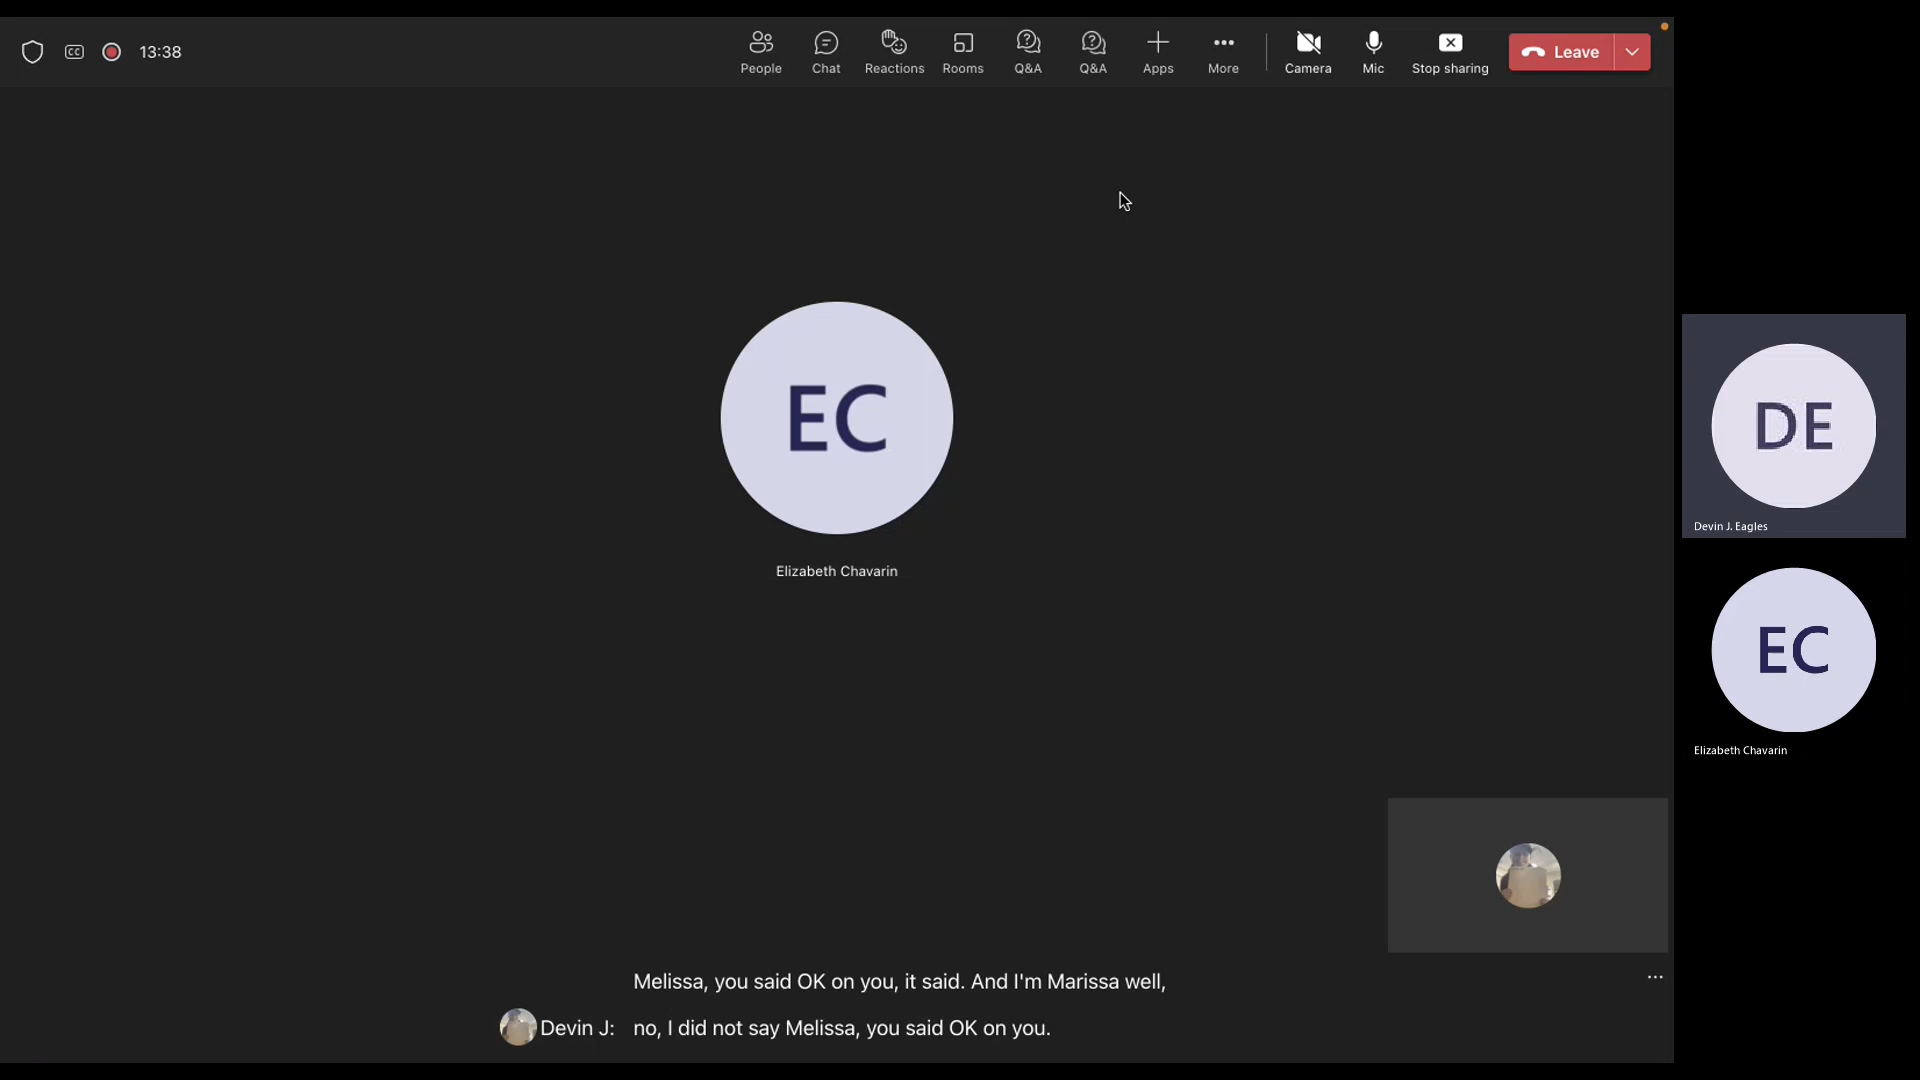 CC
13:38
People
Chat
Reactions
Rooms
Q&A
Q&A
Apps
More
Camera
Mic
Stop sharing
Leave
EC
Elizabeth Chavarin
DE
Devin J. Eagles
EC
Elizabeth Chavarin
Melissa, you said OK on you, it said. And I'm Marissa well,
Devin J: no, I did not say Melissa, you said OK on you.